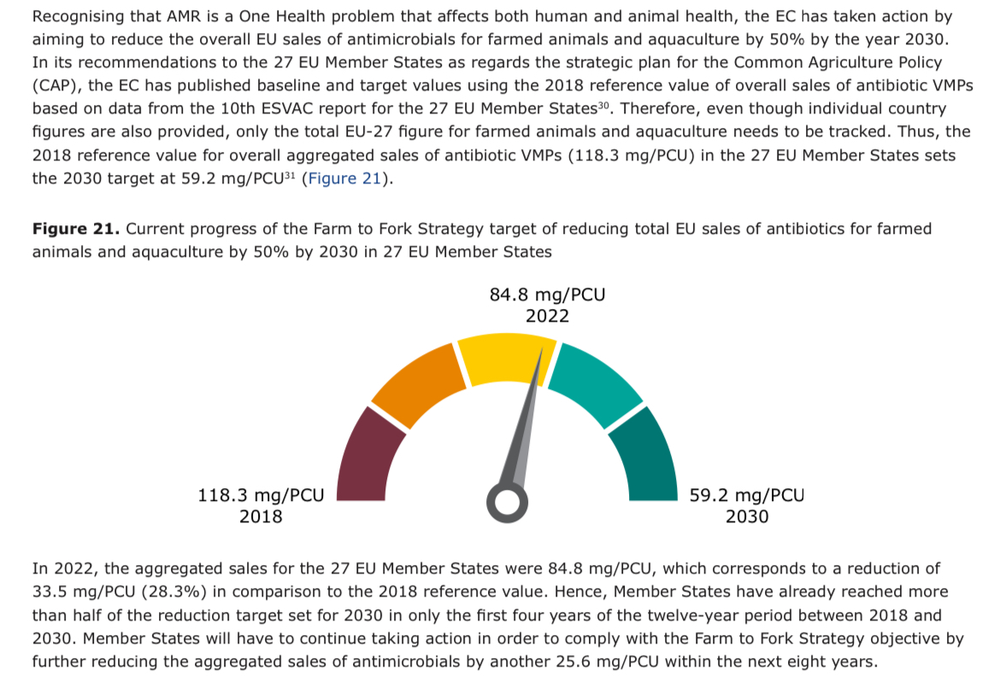 Recognising that AMR is a One Health problem that affects both human and animal health, the EC has taken action by
aiming to reduce the overall EU sales of antimicrobials for farmed animals and aquaculture by 50% by the year 2030.
In its recommendations to the 27 EU Member States as regards the strategic plan for the Common Agriculture Policy
(CAP), the EC has published baseline and target values using the 2018 reference value of overall sales of antibiotic VMPs
based on data from the 10th ESVAC report for the 27 EU Member States³⁰. Therefore, even though individual country
figures are also provided, only the total EU-27 figure for farmed animals and aquaculture needs to be tracked. Thus, the
2018 reference value for overall aggregated sales of antibiotic VMPs (118.3 mg/PCU) in the 27 EU Member States sets
the 2030 target at 59.2 mg/PCU³¹ (Figure 21).
Figure 21. Current progress of the Farm to Fork Strategy target of reducing total EU sales of antibiotics for farmed
animals and aquaculture by 50% by 2030 in 27 EU Member States
84.8 mg/PCU
2022
118.3 mg/PCU
2018
59.2 mg/PCU
2030
In 2022, the aggregated sales for the 27 EU Member States were 84.8 mg/PCU, which corresponds to a reduction of
33.5 mg/PCU (28.3%) in comparison to the 2018 reference value. Hence, Member States have already reached more
than half of the reduction target set for 2030 in only the first four years of the twelve-year period between 2018 and
2030. Member States will have to continue taking action in order to comply with the Farm to Fork Strategy objective by
further reducing the aggregated sales of antimicrobials by another 25.6 mg/PCU within the next eight years.